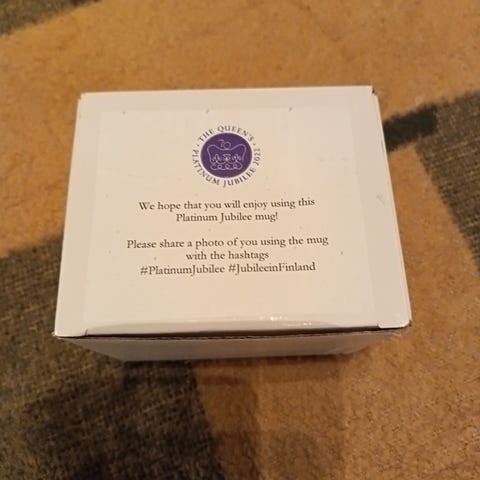 THE QUEEN'S
PLATINUM JUBILEE 2022
70
We hope that you will enjoy using this
Platinum Jubilee mug!
Please share a photo of you using the mug
with the hashtags
#PlatinumJubilee #JubileeinFinland